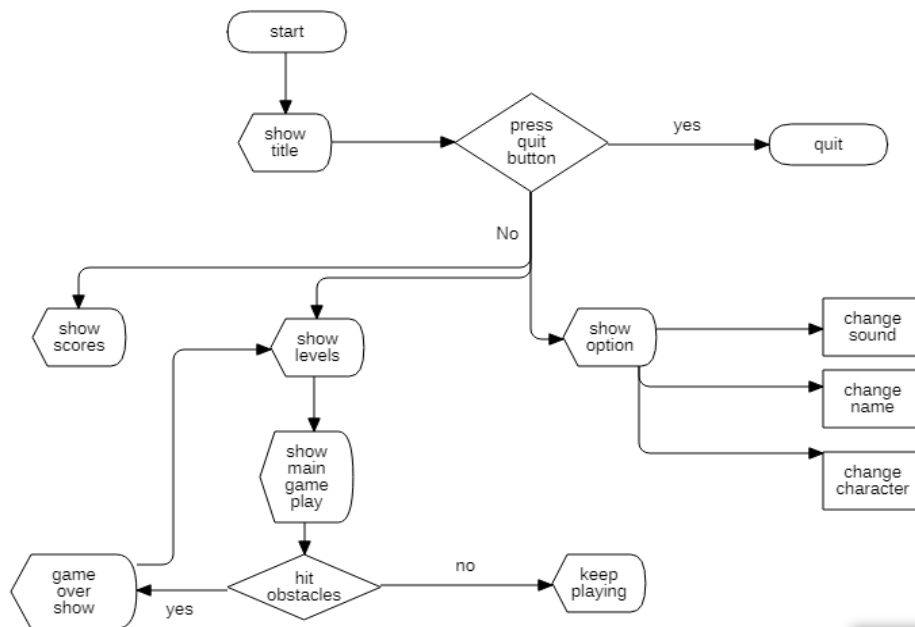 start
show
title
press
quit
button
yes
quit
No
show
scores
show
levels
show
option
change
sound
change
name
change
character
show
main
game
play
hit
obstacles
no
keep
playing
yes
game
over
show